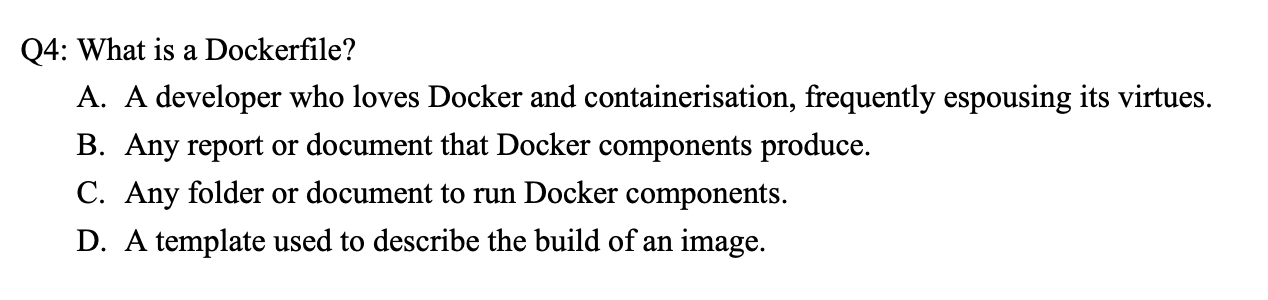 Q4: What is a Dockerfile?
A. A developer who loves Docker and containerisation, frequently espousing its virtues.
B. Any report or document that Docker components produce.
C. Any folder or document to run Docker components.
D. A template used to describe the build of an image.